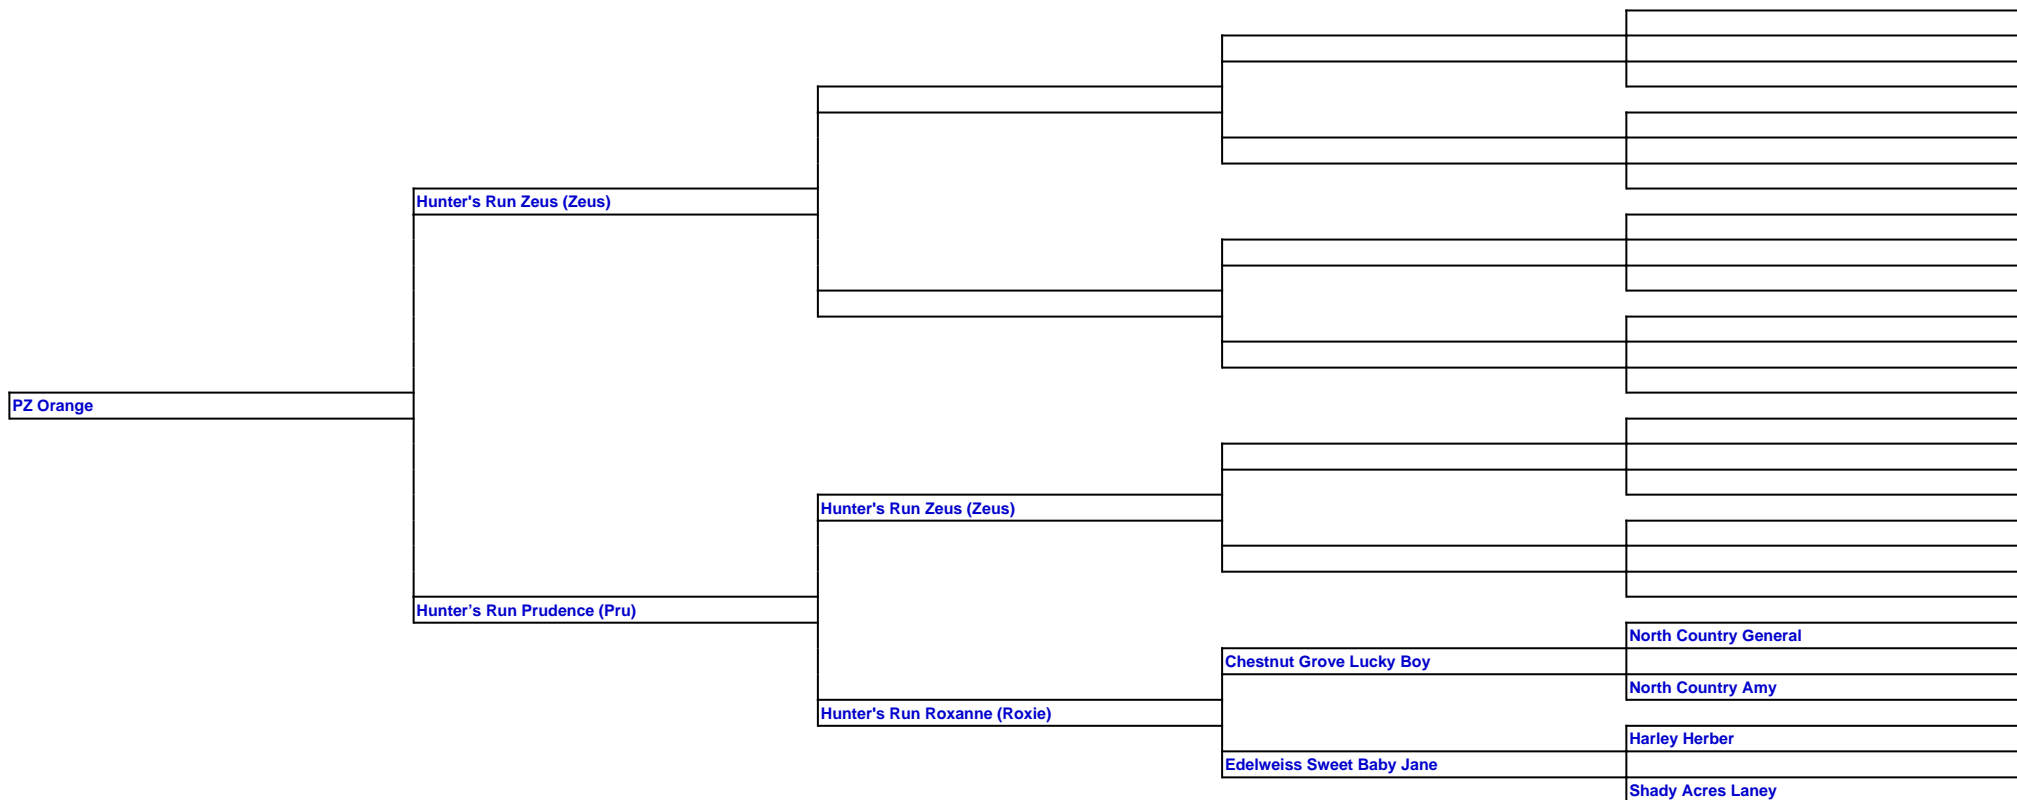 Hunter's Run Zeus (Zeus)
PZ Orange
Hunter's Run Zeus (Zeus)
Hunter’s Run Prudence (Pru)
North Country General
Chestnut Grove Lucky Boy
North Country Amy
Hunter's Run Roxanne (Roxie)
Harley Herber
Edelweiss Sweet Baby Jane
Shady Acres Laney